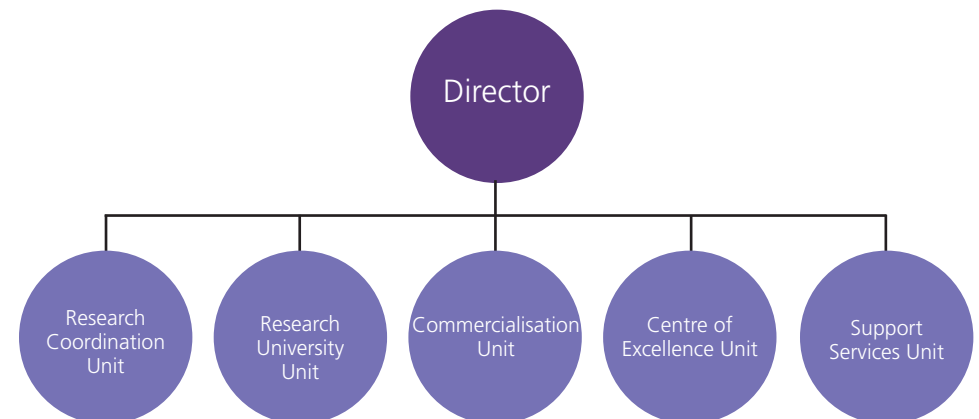 Director
Research
Coordination
Unit
Research
University
Unit
Commercialisation
Unit
Centre of
Excellence Unit
Support
Services Unit